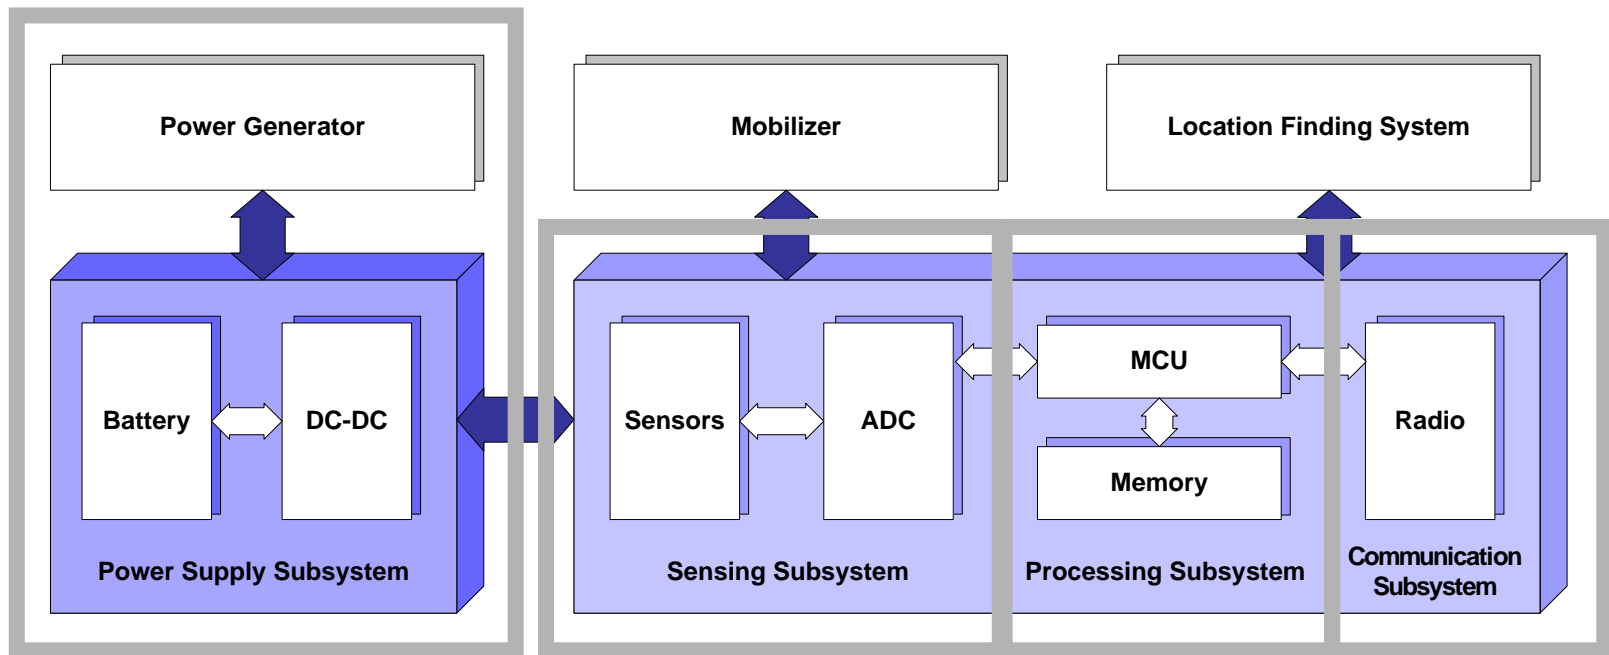 Power Generator
Mobilizer
Location Finding System
Battery
DC-DC
Sensors
ADC
MCU
Memory
Radio
Power Supply Subsystem
Sensing Subsystem
Processing Subsystem
Communication
Subsystem